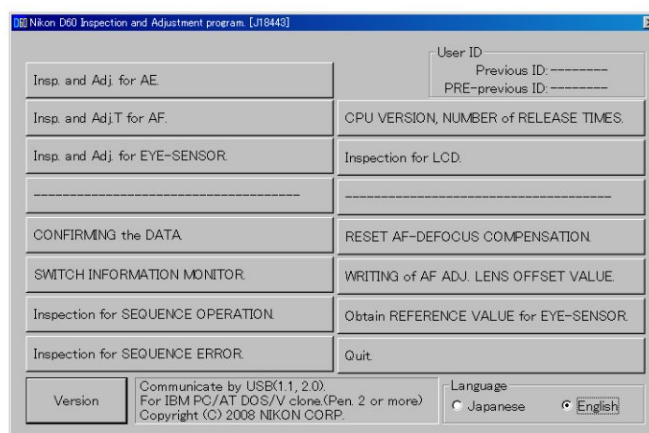 D60 Nikon D60 Inspection and Adjustment program. [J18443]
User ID
Previous ID:--------
PRE-previous ID:--------
Insp. and Adj. for AE.
Insp. and Adj.T for AF.
Insp. and Adj. for EYE-SENSOR.
-------------------------------------
CONFIRMING the DATA.
SWITCH INFORMATION MONITOR.
Inspection for SEQUENCE OPERATION.
Inspection for SEQUENCE ERROR.
CPU VERSION, NUMBER of RELEASE TIMES.
Inspection for LCD.
-------------------------------------
RESET AF-DEFOCUS COMPENSATION.
WRITING of AF ADJ. LENS OFFSET VALUE.
Obtain REFERENCE VALUE for EYE-SENSOR.
Quit.
Version
Communicate by USB(1.1, 2.0).
For IBM PC/AT DOS/V clone.(Pen. 2 or more)
Copyright (C) 2008 NIKON CORP.
Language
Japanese
English